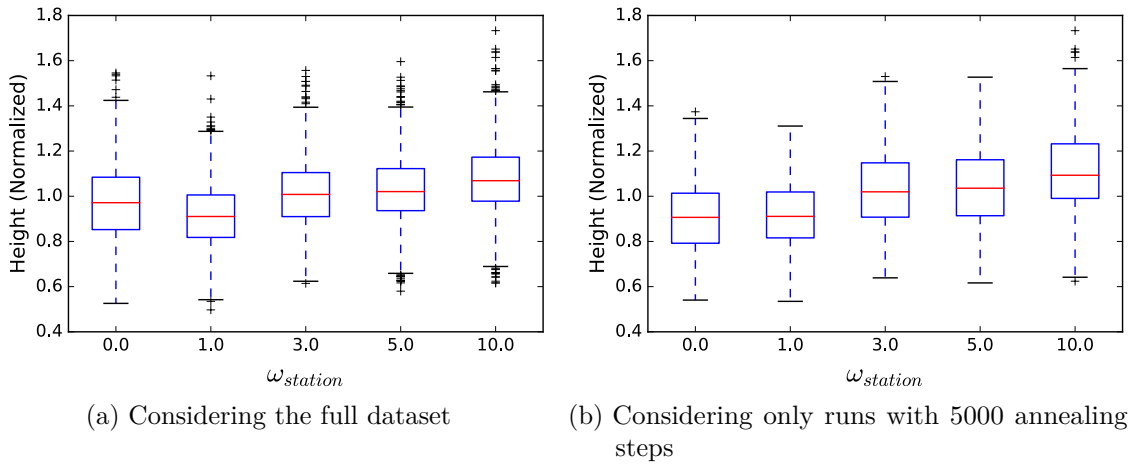 1.8
1.6
1.4
1.2
1.0
0.8
0.6
0.4
Height (Normalized)
0.0 1.0 3.0 5.0 10.0
ω_station
(a) Considering the full dataset
1.8
1.6
1.4
1.2
1.0
0.8
0.6
0.4
Height (Normalized)
0.0 1.0 3.0 5.0 10.0
ω_station
(b) Considering only runs with 5000 annealing
steps